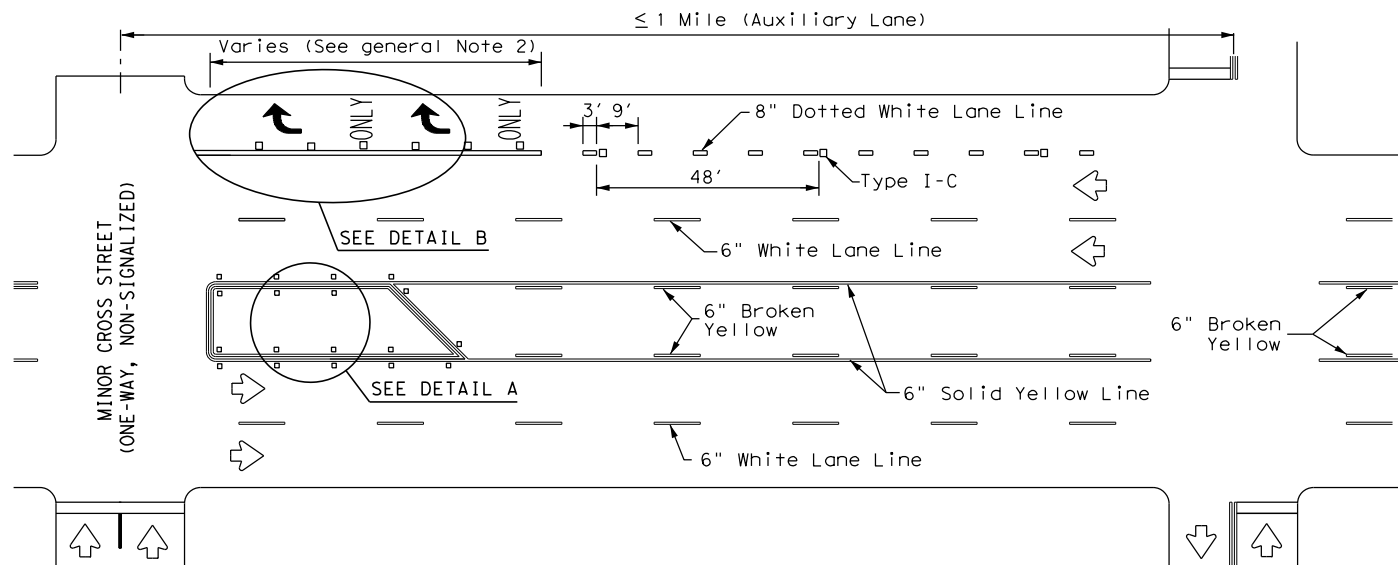 ≤ 1 Mile (Auxiliary Lane)
Varies (See general Note 2)
ONLY
ONLY
3' 9'
8" Dotted White Lane Line
48'
Type I-C
SEE DETAIL B
6" White Lane Line
MINOR CROSS STREET
(ONE-WAY, NON-SIGNALIZED)
6" Broken
Yellow
6" Broken
Yellow
SEE DETAIL A
6" Solid Yellow Line
6" White Lane Line